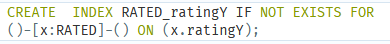 CREATE  INDEX RATED_ratingY IF NOT EXISTS FOR
()-[x:RATED]-() ON (x.ratingY);